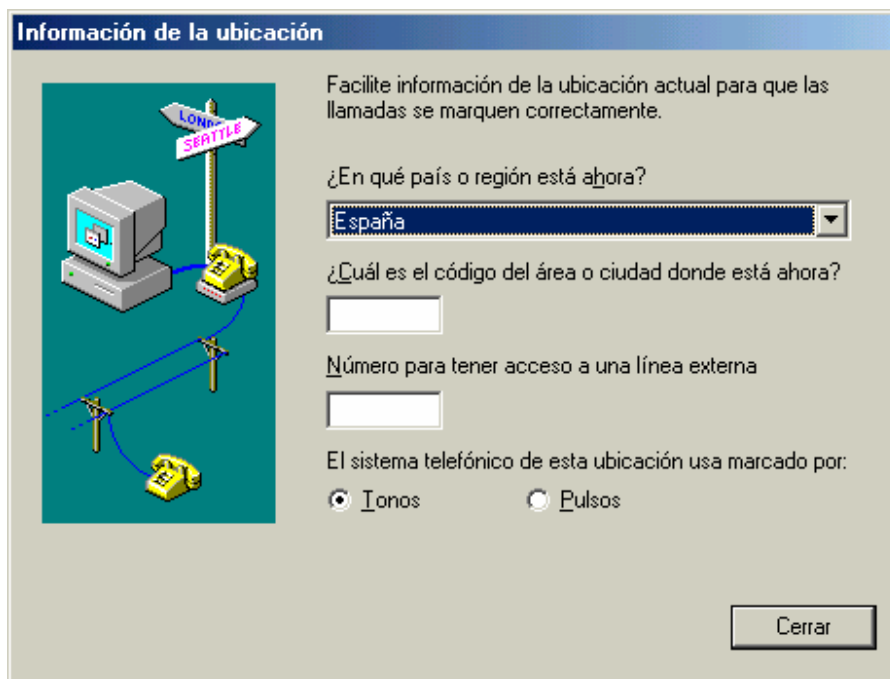 Información de la ubicación
LOND
SEATTLE
Facilite información de la ubicación actual para que las
llamadas se marquen correctamente.
¿En qué país o región está ahora?
España
¿Cuál es el código del área o ciudad donde está ahora?
Número para tener acceso a una línea externa
El sistema telefónico de esta ubicación usa marcado por:
Tonos Pulsos
Cerrar